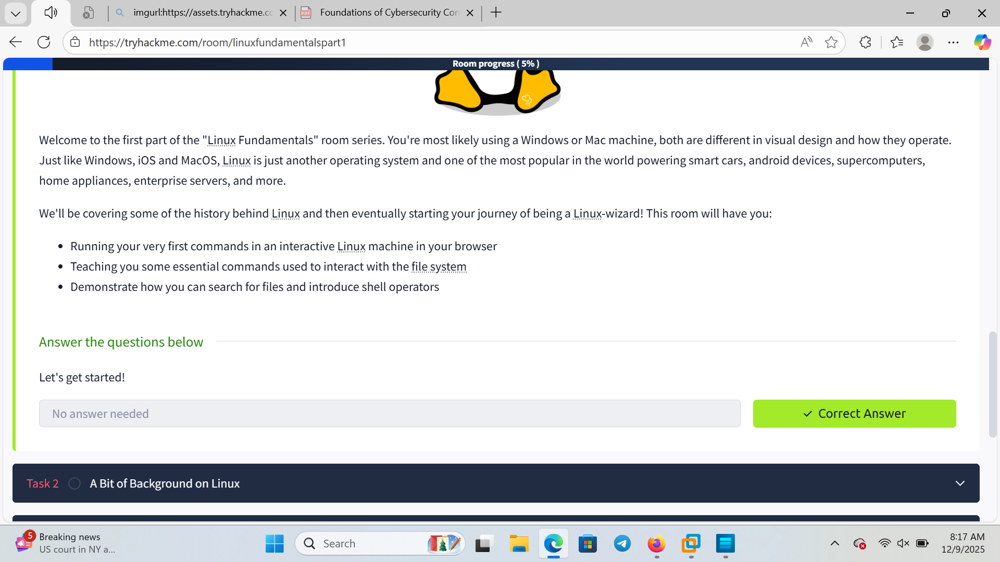 imgurl:https://assets.tryhackme.cc
PDF
Foundations of Cybersecurity Con
https://tryhackme.com/room/linuxfundamentalspart1
Room progress ( 5% )
Welcome to the first part of the "Linux Fundamentals" room series. You're most likely using a Windows or Mac machine, both are different in visual design and how they operate.
Just like Windows, iOS and MacOS, Linux is just another operating system and one of the most popular in the world powering smart cars, android devices, supercomputers,
home appliances, enterprise servers, and more.
We'll be covering some of the history behind Linux and then eventually starting your journey of being a Linux-wizard! This room will have you:
Running your very first commands in an interactive Linux machine in your browser
Teaching you some essential commands used to interact with the file system
Demonstrate how you can search for files and introduce shell operators
Answer the questions below
Let's get started!
No answer needed
Correct Answer
Task 2
A Bit of Background on Linux
5
Breaking news
US court in NY a...
Search
8:17 AM
12/9/2025